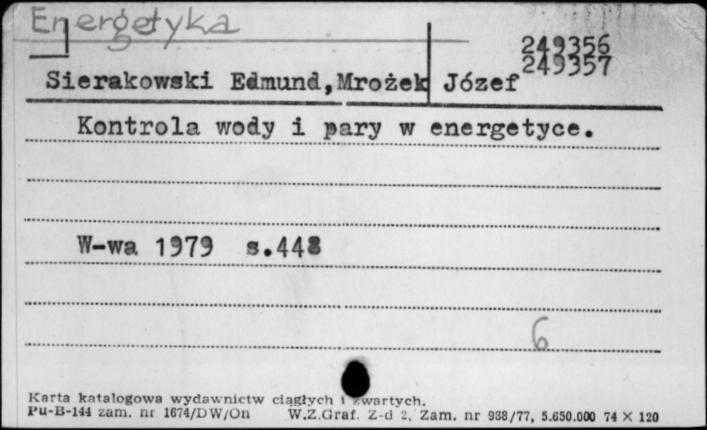 Energetyka
249356
249357
Sierakowski Edmund, Mrożek Józef
Kontrola wody i pary w energetyce.
W-wa 1979 s.448
6
Karta katalogowa wydawnictw ciągłych i zwartych.
Pu-B-144 zam. nr 1674/DW/On W.Z.Graf. Z-d 2, Zam. nr 988/77, 5.650.000 74 X 120